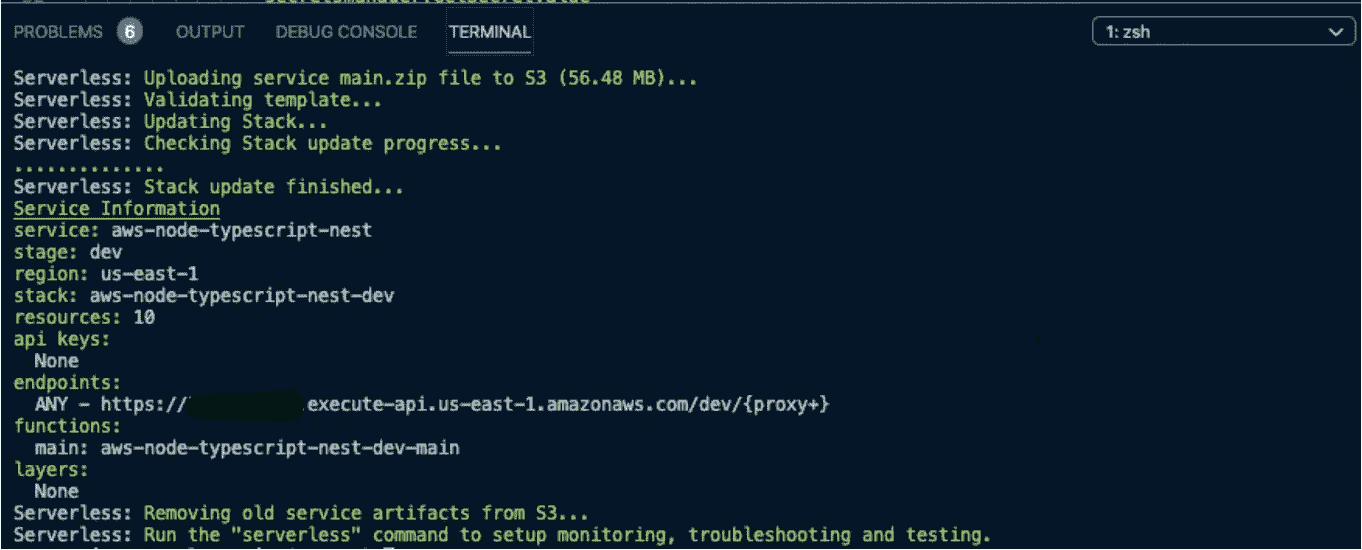 PROBLEMS 6 OUTPUT DEBUG CONSOLE TERMINAL 1: zsh
Serverless: Uploading service main.zip file to S3 (56.48 MB)...
Serverless: Validating template...
Serverless: Updating Stack...
Serverless: Checking Stack update progress...
..............
Serverless: Stack update finished...
Service Information
service: aws-node-typescript-nest
stage: dev
region: us-east-1
stack: aws-node-typescript-nest-dev
resources: 10
api keys:
None
endpoints:
ANY - https:// .execute-api.us-east-1.amazonaws.com/dev/{proxy+}
functions:
main: aws-node-typescript-nest-dev-main
layers:
None
Serverless: Removing old service artifacts from S3...
Serverless: Run the "serverless" command to setup monitoring, troubleshooting and testing.